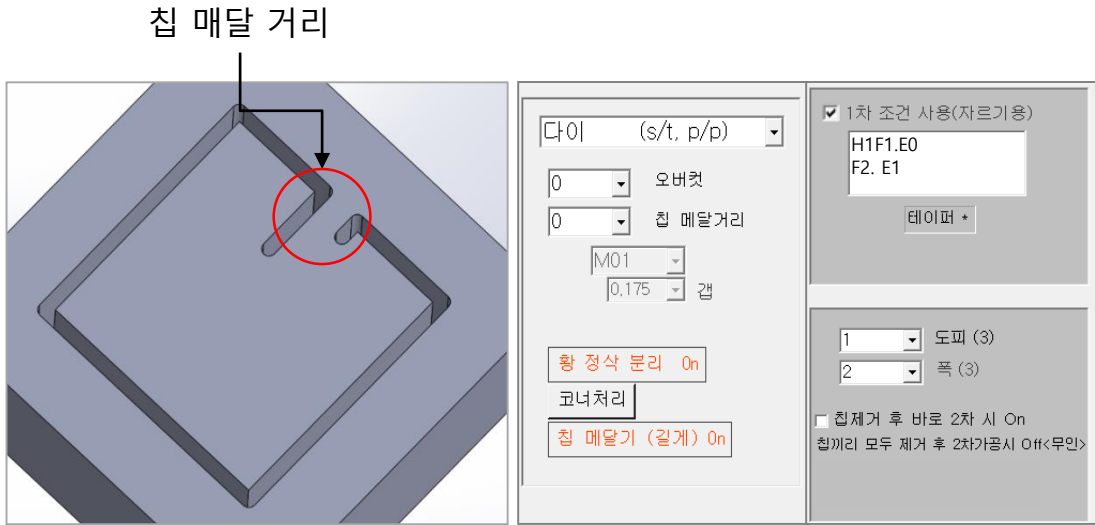 칩 매달 거리
다이 (s/t, p/p)
0 오버컷
0 칩 메달거리
M01
0,175 갭
황 정삭 분리 On
코너처리
칩 메달기 (길게) On
1차 조건 사용(자르기용)
H1F1.E0
F2. E1
테이퍼 *
1 도피 (3)
2 폭 (3)
칩제거 후 바로 2차 시 On
칩끼리 모두 제거 후 2차가공시 Off<무인>